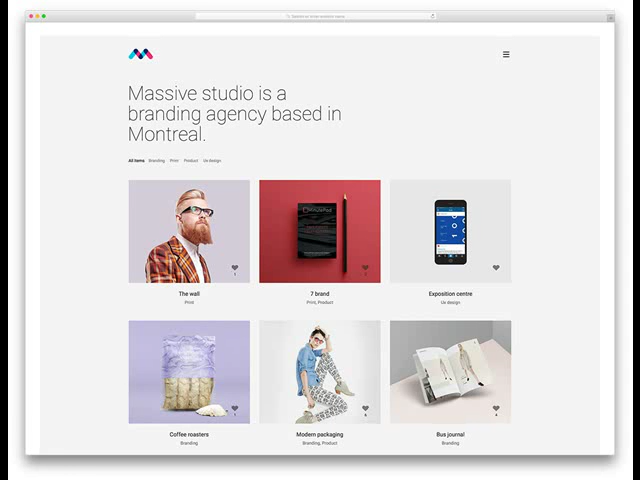 Massive studio is a
branding agency based in
Montreal.
All items Branding Print Product Ux design
The wall
Print
7 brand
Print, Product
Exposition centre
Ux design
Coffee roasters
Branding
Modern packaging
Branding, Product
Bus journal
Branding